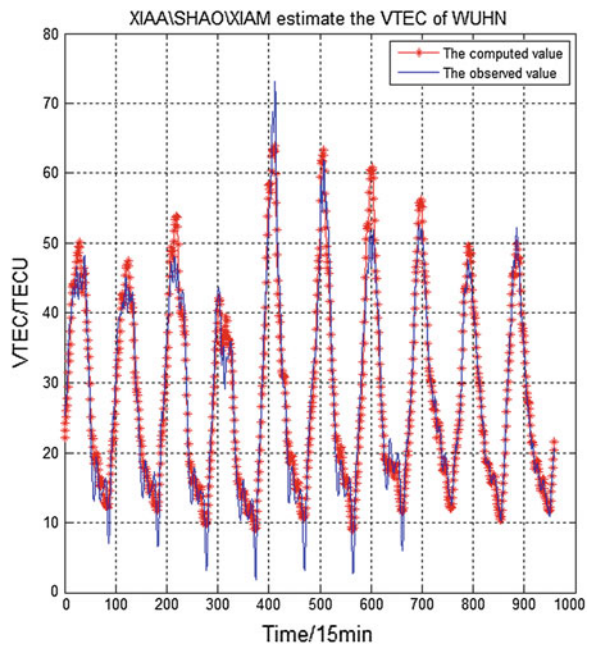 XIAA\SHAO\XIAM estimate the VTEC of WUHN
The computed value
The observed value
VTEC/TECU
80
70
60
50
40
30
20
10
0
0 100 200 300 400 500 600 700 800 900 1000
Time/15min